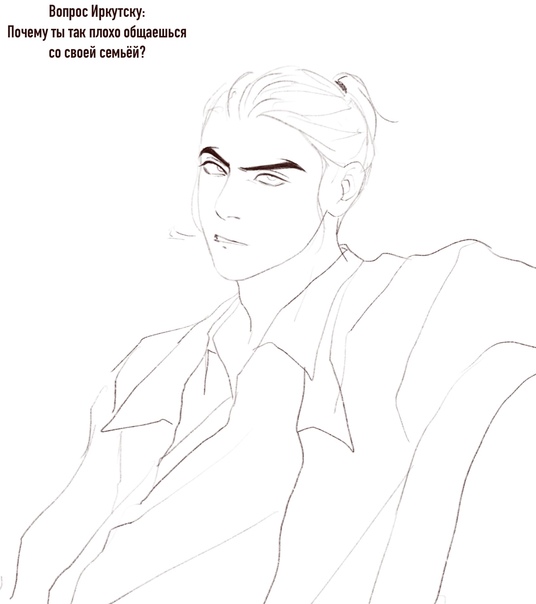 Вопрос Иркутску:
Почему ты так плохо общаешься
со своей семьёй?